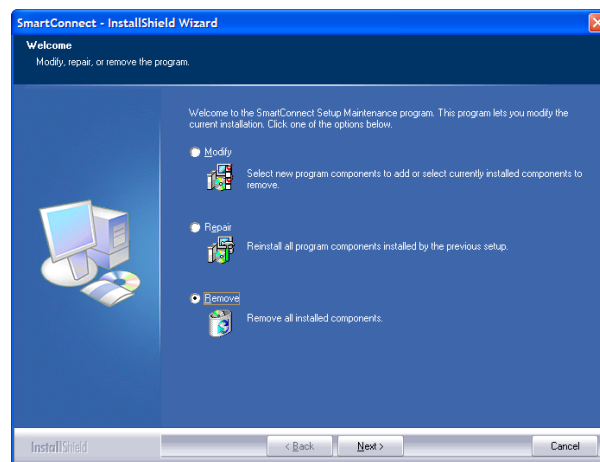 SmartConnect - InstallShield Wizard
Welcome
Modify, repair, or remove the program.
Welcome to the SmartConnect Setup Maintenance program. This program lets you modify the
current installation. Click one of the options below.
Modify
Select new program components to add or select currently installed components to
remove.
Repair
Reinstall all program components installed by the previous setup.
Remove
Remove all installed components.
InstallShield
< Back
Next >
Cancel